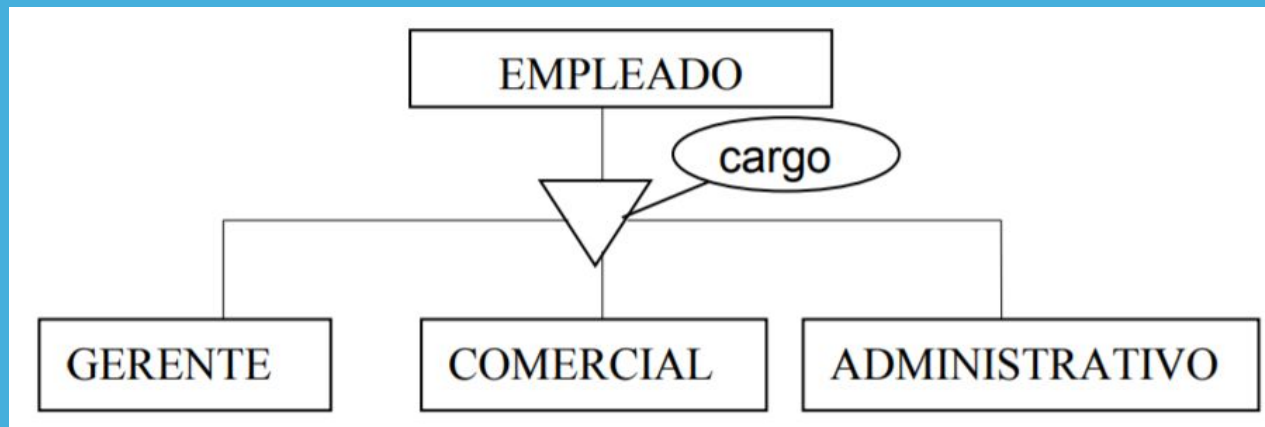 EMPLEADO
cargo
GERENTE
COMERCIAL
ADMINISTRATIVO